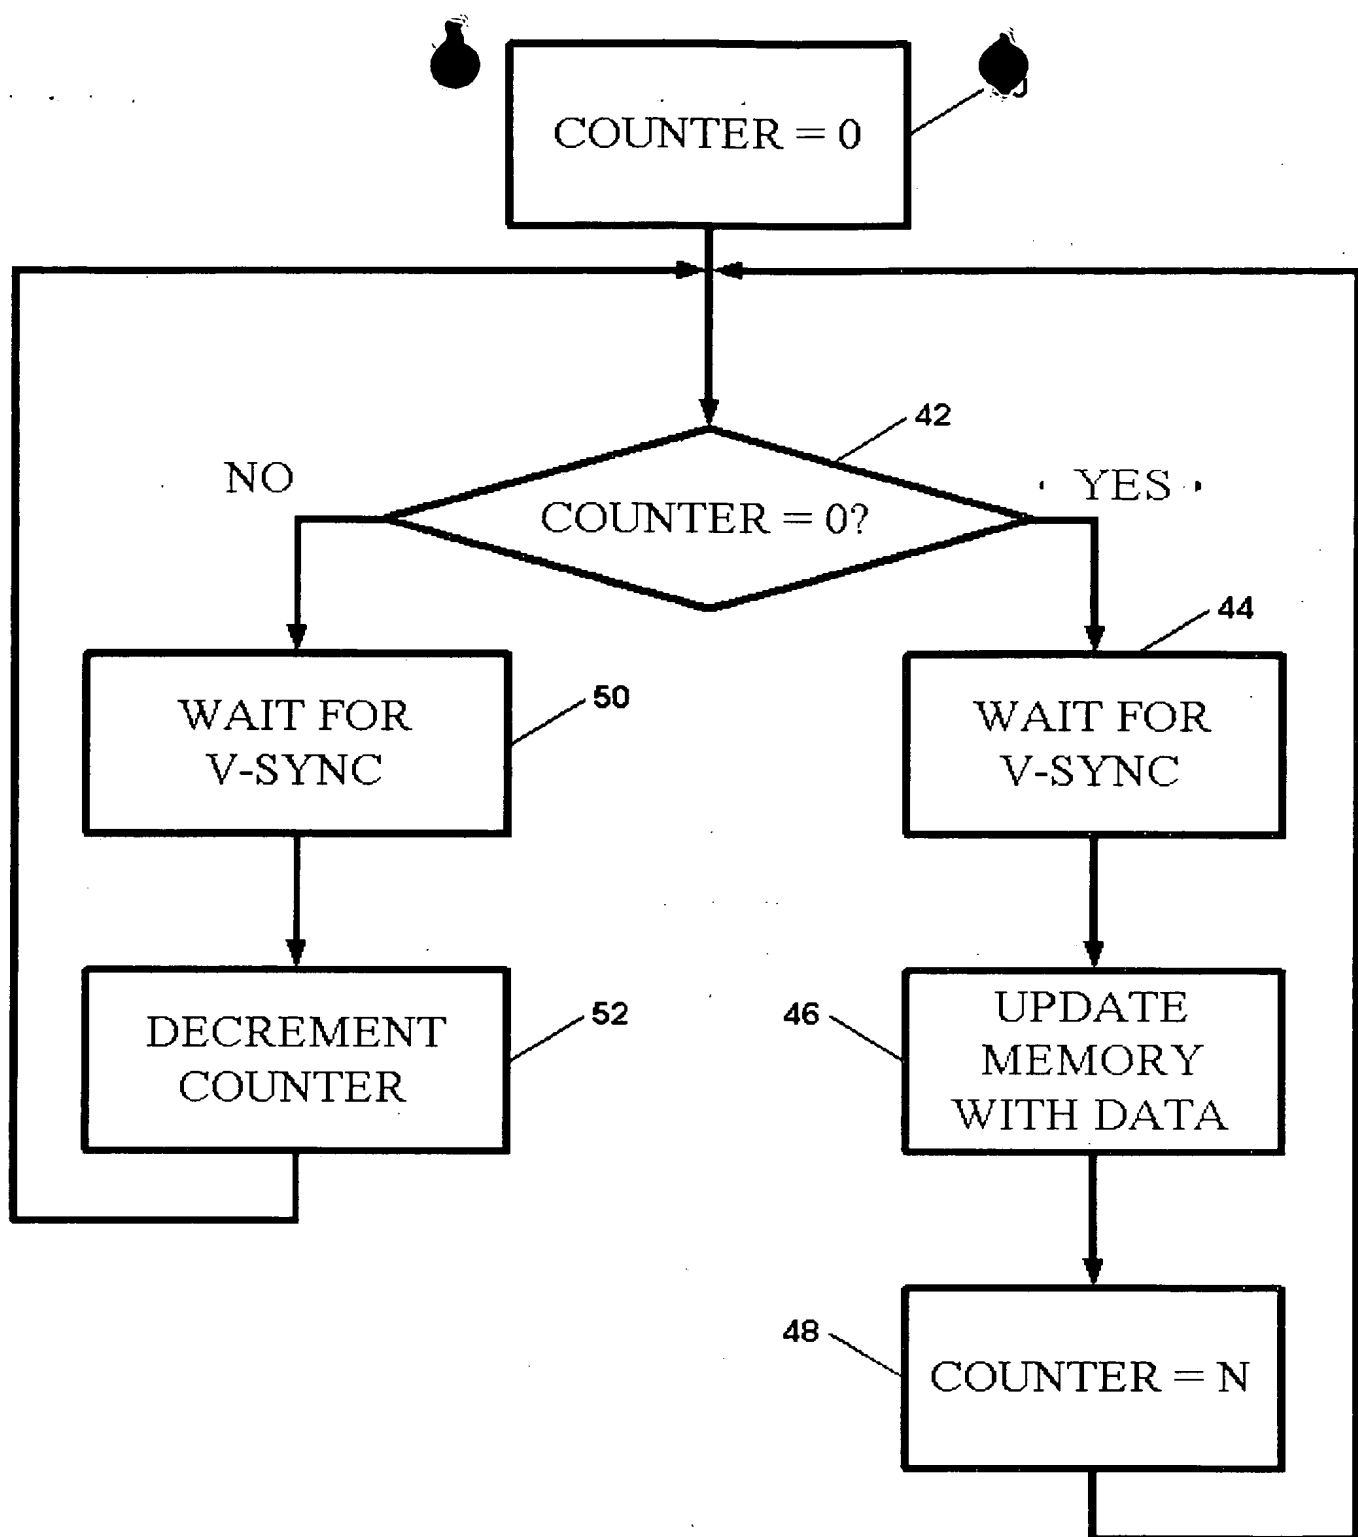 COUNTER = 0
42
NO
YES
COUNTER = 0?
44
WAIT FOR
V-SYNC
50
WAIT FOR
V-SYNC
DECREMENT
COUNTER
52
46
UPDATE
MEMORY
WITH DATA
48
COUNTER = N